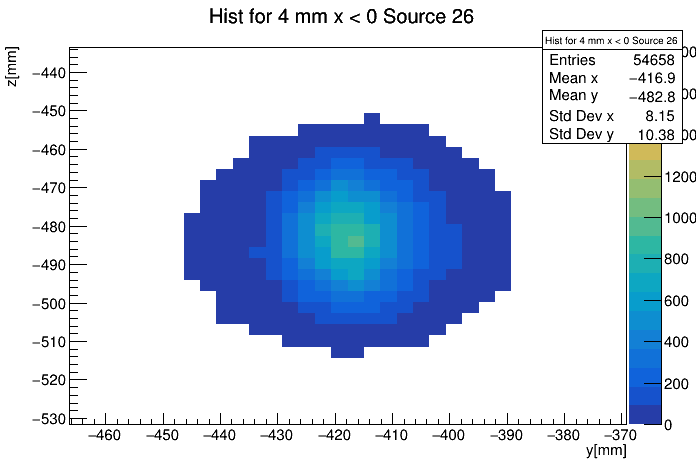 Hist for 4 mm x < 0 Source 26
z[mm]
Hist for 4 mm x < 0 Source 26
Entries 54658
Mean x −416.9
Mean y −482.8
Std Dev x 8.15
Std Dev y 10.38
−440
−450
−460
−470
−480
−490
−500
−510
−520
−530
1200
1000
800
600
400
200
0
−460 −450 −440 −430 −420 −410 −400 −390 −380 −370
y[mm]